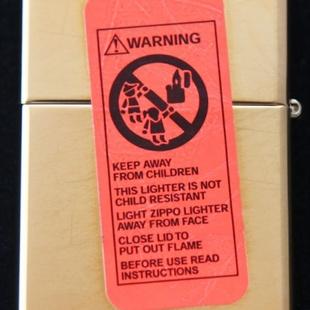 WARNING
KEEP AWAY
FROM CHILDREN
THIS LIGHTER IS NOT
CHILD RESISTANT
LIGHT ZIPPO LIGHTER
AWAY FROM FACE
CLOSE LID TO
PUT OUT FLAME
BEFORE USE READ
INSTRUCTIONS